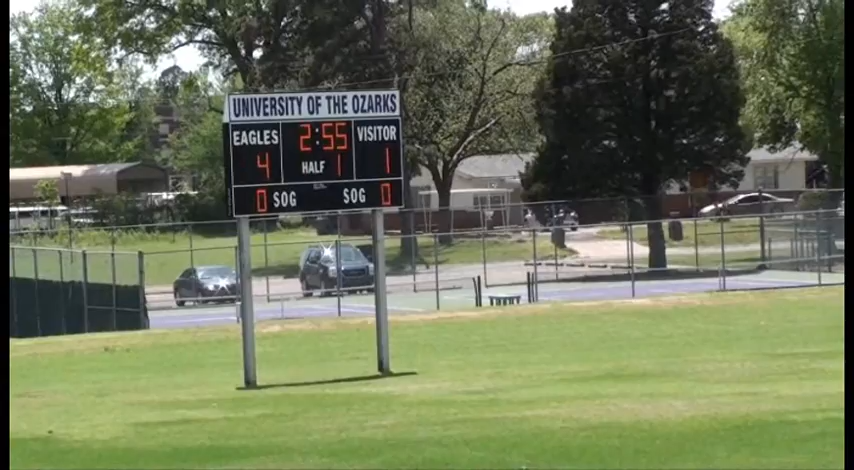 UNIVERSITY OF THE OZARKS
EAGLES 2:55 VISITOR
4 HALF 1 1
0 SOG SOG 0